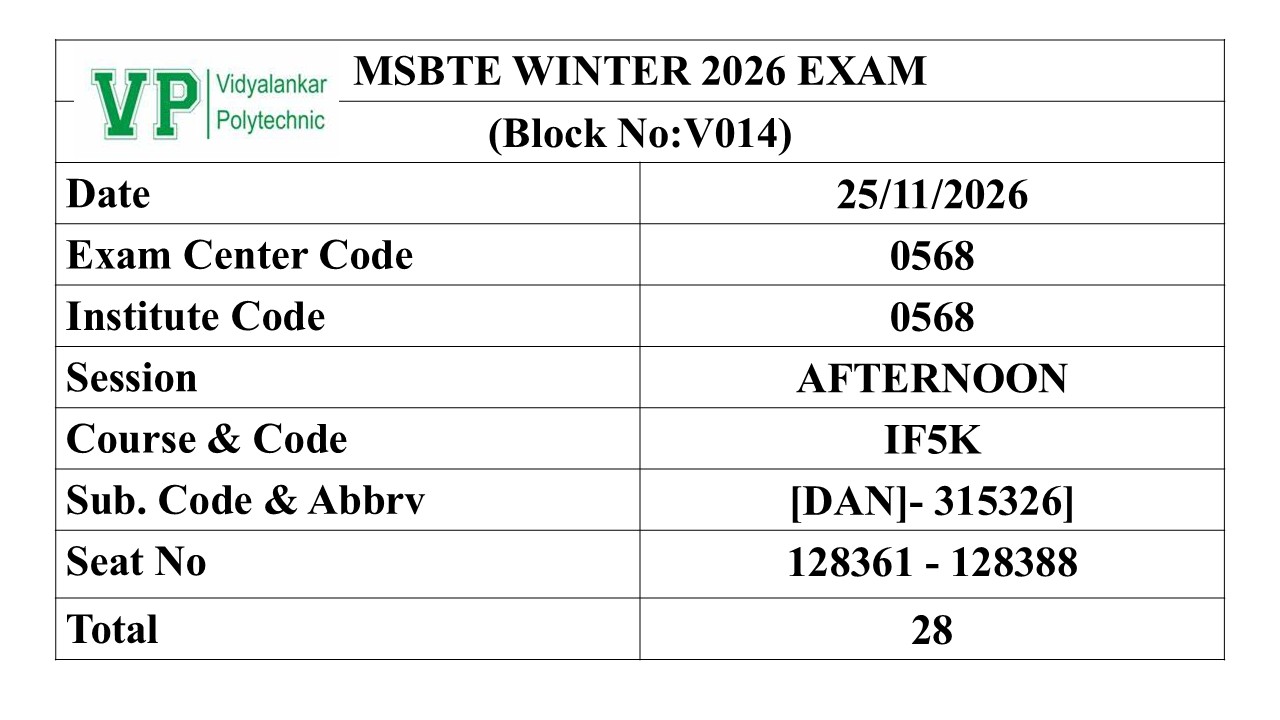 MSBTE WINTER 2026 EXAM
Vidyalankar
Polytechnic
VP
(Block No:V014)
Date 25/11/2026
Exam Center Code 0568
Institute Code 0568
Session AFTERNOON
Course & Code IF5K
Sub. Code & Abbrv [DAN]- 315326]
Seat No 128361 - 128388
Total 28